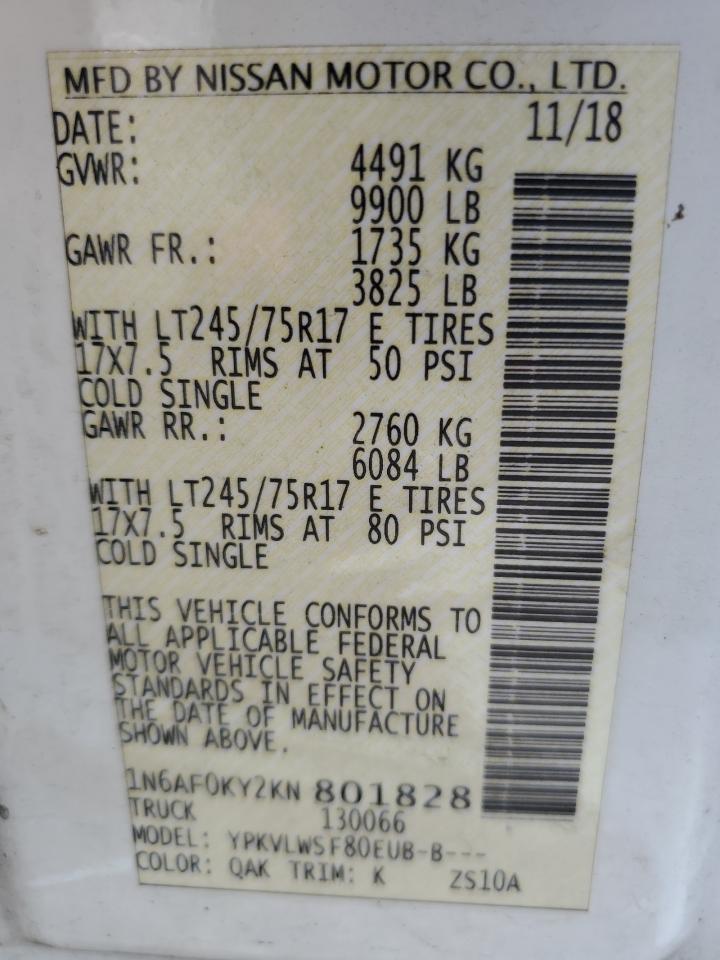 MFD BY NISSAN MOTOR CO., LTD.
DATE: 11/18
GVWR: 4491 KG
9900 LB
GAWR FR.: 1735 KG
3825 LB
WITH LT245/75R17 E TIRES
17X7.5 RIMS AT 50 PSI
COLD SINGLE
GAWR RR.: 2760 KG
6084 LB
WITH LT245/75R17 E TIRES
17X7.5 RIMS AT 80 PSI
COLD SINGLE
THIS VEHICLE CONFORMS TO
ALL APPLICABLE FEDERAL
MOTOR VEHICLE SAFETY
STANDARDS IN EFFECT ON
THE DATE OF MANUFACTURE
SHOWN ABOVE.
1N6AF0KY2KN 801828
TRUCK 130066
MODEL: YPKVLWSF80EUB-B---
COLOR: QAK TRIM: K ZS10A